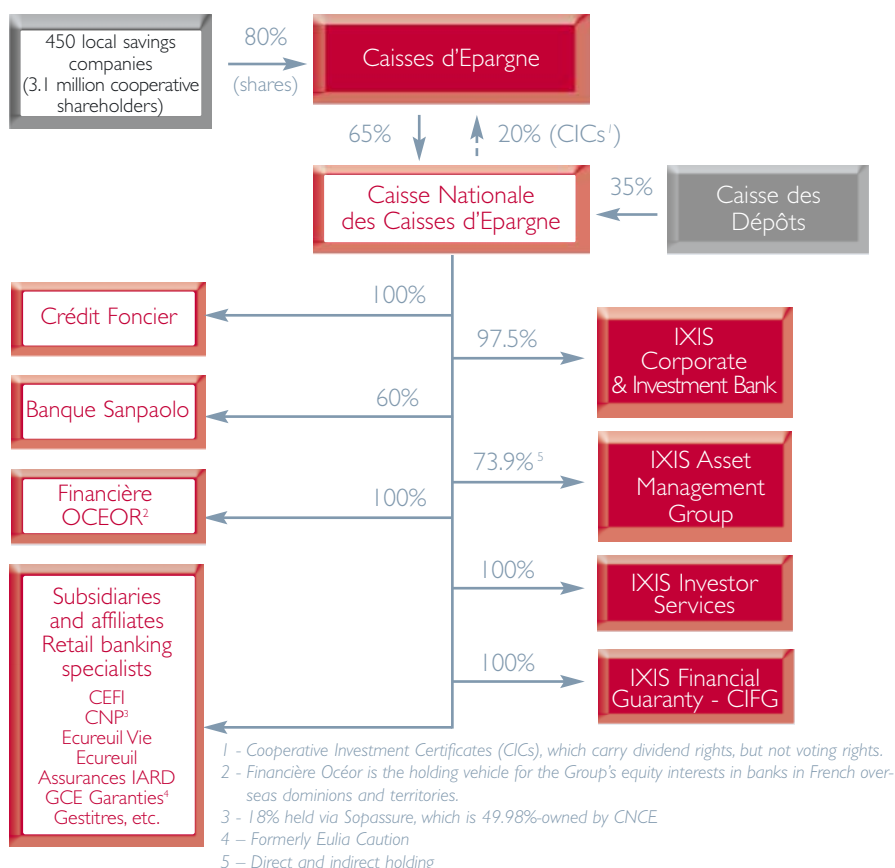 450 local savings
companies
(3.1 million cooperative
shareholders)
80%
(shares)
Caisses d'Epargne
65%
20% (CICs¹)
Caisse Nationale
des Caisses d'Epargne
35%
Caisse des
Dépôts
100%
Crédit Foncier
97.5%
IXIS
Corporate
& Investment Bank
60%
Banque Sanpaolo
73.9%⁵
IXIS Asset
Management
Group
Financière
OCEOR²
100%
100%
IXIS Investor
Services
Subsidiaries
and affiliates
Retail banking
specialists
CEFI
CNP³
Ecureuil Vie
Ecureuil
Assurances IARD
GCE Garanties⁴
Gestitres, etc.
100%
IXIS Financial
Guaranty - CIFG
1 - Cooperative Investment Certificates (CICs), which carry dividend rights, but not voting rights.
2 - Financière Océor is the holding vehicle for the Group's equity interests in banks in French over-
seas dominions and territories.
3 - 18% held via Sopassure, which is 49.98%-owned by CNCE
4 – Formerly Eulia Caution
5 – Direct and indirect holding